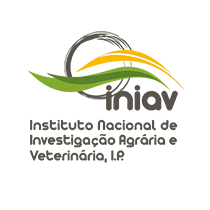 iniav
Instituto Nacional de
Investigação Agrária e
Veterinária, I.P.